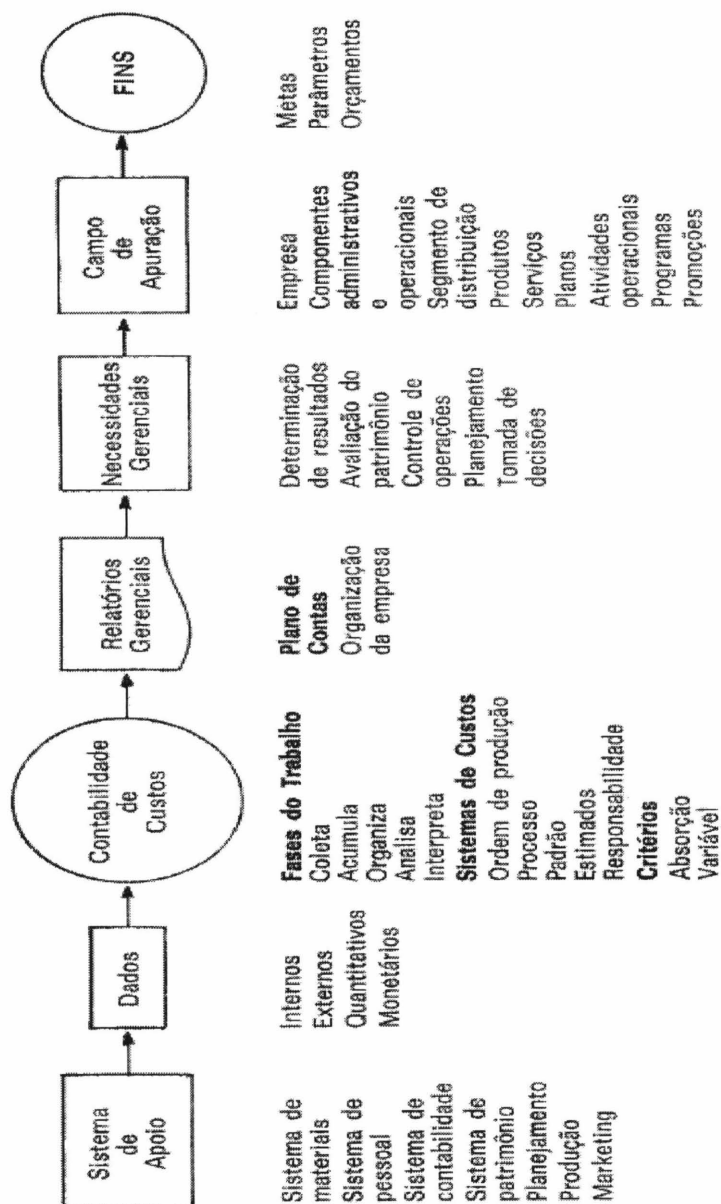 Sistema
de
Apoio
Dados
Contabilidade
de
Custos
Relatórios
Gerenciais
Necessidades
Gerenciais
Campo
de
Apuração
FINS
Sistema de
materiais
Sistema de
pessoal
Sistema de
contabilidade
Sistema de
patrimônio
Planejamento
Produção
Marketing
Internos
Externos
Quantitativos
Monetários
Fases do Trabalho
Coleta
Acumula
Organiza
Analisa
Interpreta
Sistemas de Custos
Ordem de produção
Processo
Padrão
Estimados
Responsabilidade
Critérios
Absorção
Variável
Plano de
Contas
Organização
da empresa
Determinação
de resultados
Avaliação do
patrimônio
Controle de
operações
Planejamento
Tomada de
decisões
Empresa
Componentes
administrativos
e
operacionais
Segmento de
distribuição
Produtos
Serviços
Planos
Atividades
operacionais
Programas
Promoções
Metas
Parâmetros
Orçamentos